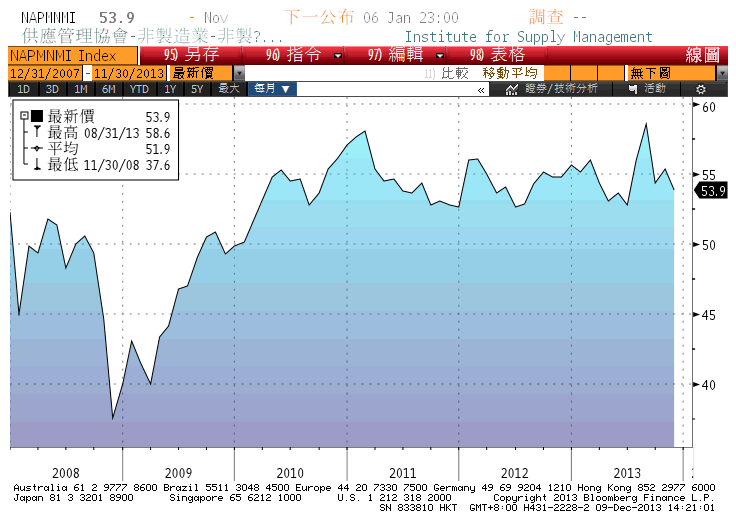 NAPMNMI 53.9 - Nov 下一公布 06 Jan 23:00 調查 --
供應管理協會-非製造業-非製?... Institute for Supply Management
NAPMNMI Index 95) 另存 96) 指令 97) 編輯 98) 表格 線圖
12/31/2007 - 11/30/2013 最新價 11) 比較 移動平均 無下圖
1D 3D 1M 6M YTD 1Y 5Y 最大 每月 ▼ « 證券/技術分析 活動
最新價 53.9
最高 08/31/13 58.6
平均 51.9
最低 11/30/08 37.6
60
55
53.9
50
45
40
2008 2009 2010 2011 2012 2013
Australia 61 2 9777 8600 Brazil 5511 3048 4500 Europe 44 20 7330 7500 Germany 49 69 9204 1210 Hong Kong 852 2977 6000
Japan 81 3 3201 8900 Singapore 65 6212 1000 U.S. 1 212 318 2000 Copyright 2013 Bloomberg Finance L.P.
SN 833810 HKT GMT+8:00 H431-2228-2 09-Dec-2013 14:21:01